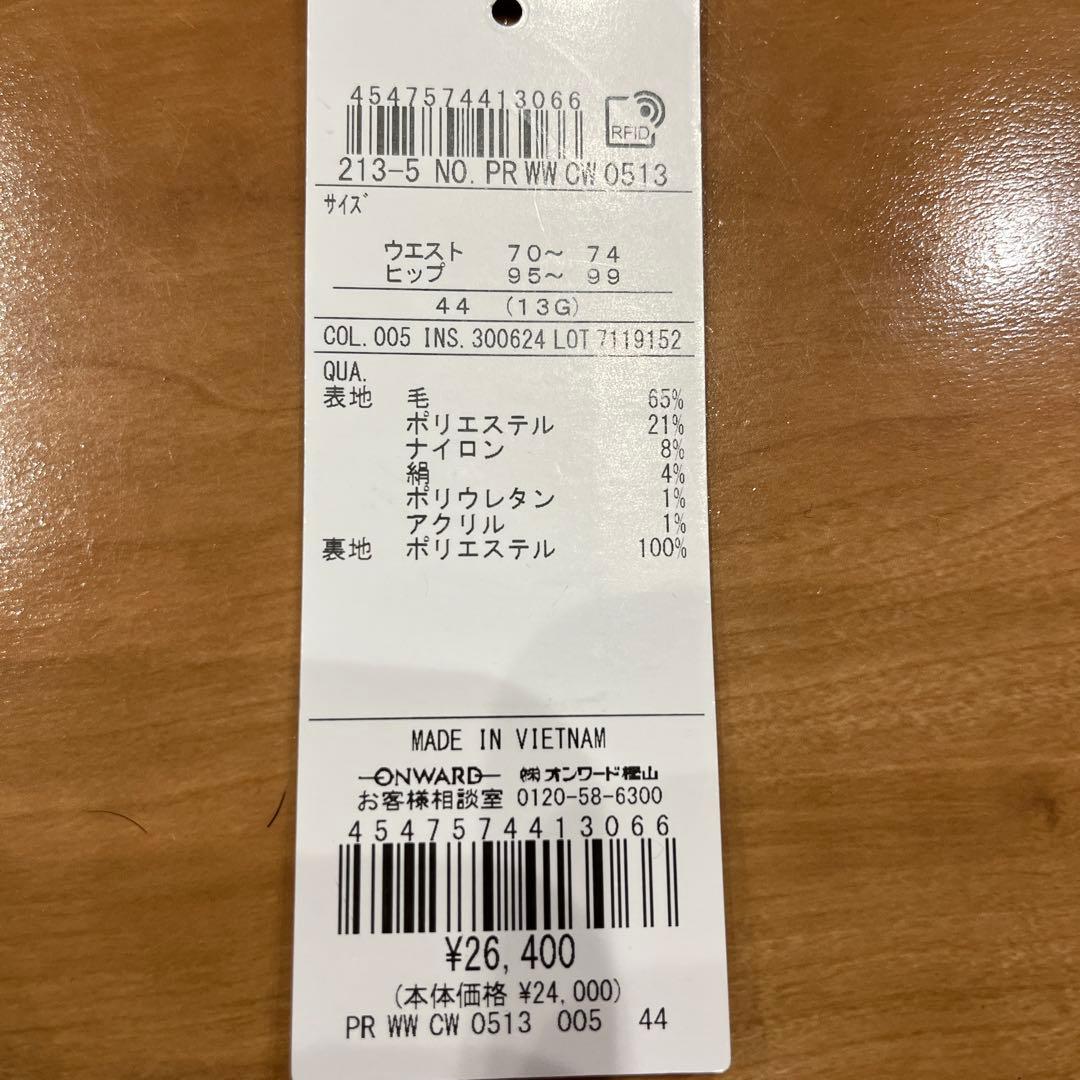 4547574413066
RFID
213-5 NO. PR WW CW 0513
ｻｲｽﾞ
ウエスト 70～ 74
ヒップ 95～ 99
44 (13G)
COL. 005 INS. 300624 LOT 7119152
QUA.
表地 毛 65%
ポリエステル 21%
ナイロン 8%
絹 4%
ポリウレタン 1%
アクリル 1%
裏地 ポリエステル 100%
MADE IN VIETNAM
ONWARD ㈱オンワード樫山
お客様相談室 0120-58-6300
4547574413066
¥26,400
(本体価格 ¥24,000)
PR WW CW 0513 005 44